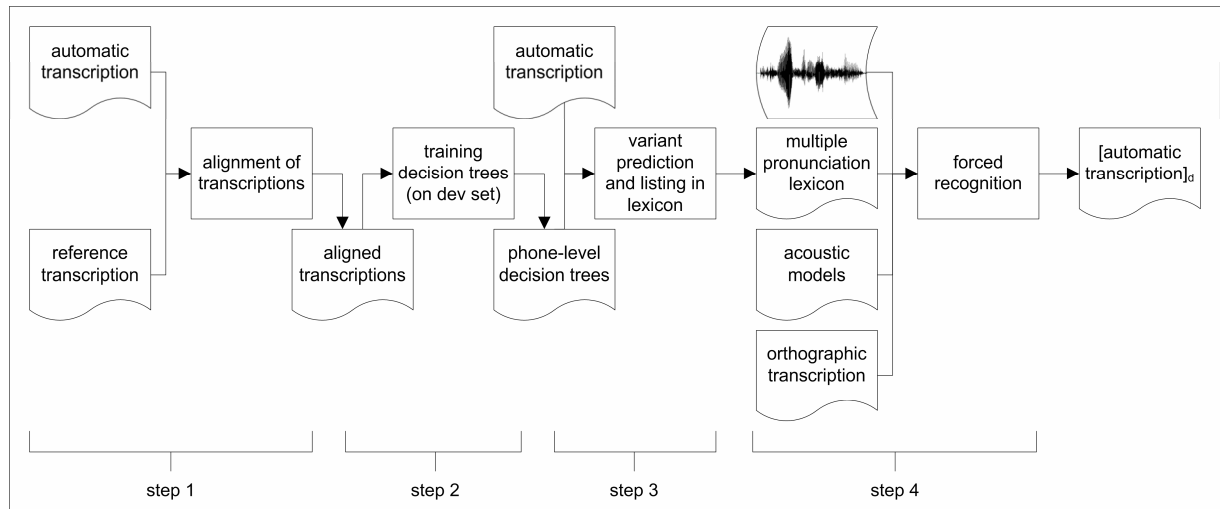 automatic
transcription
reference
transcription
alignment of
transcriptions
aligned
transcriptions
training
decision trees
(on dev set)
automatic
transcription
phone-level
decision trees
variant
prediction
and listing in
lexicon
multiple
pronunciation
lexicon
acoustic
models
orthographic
transcription
forced
recognition
[automatic
transcription]d
step 1
step 2
step 3
step 4